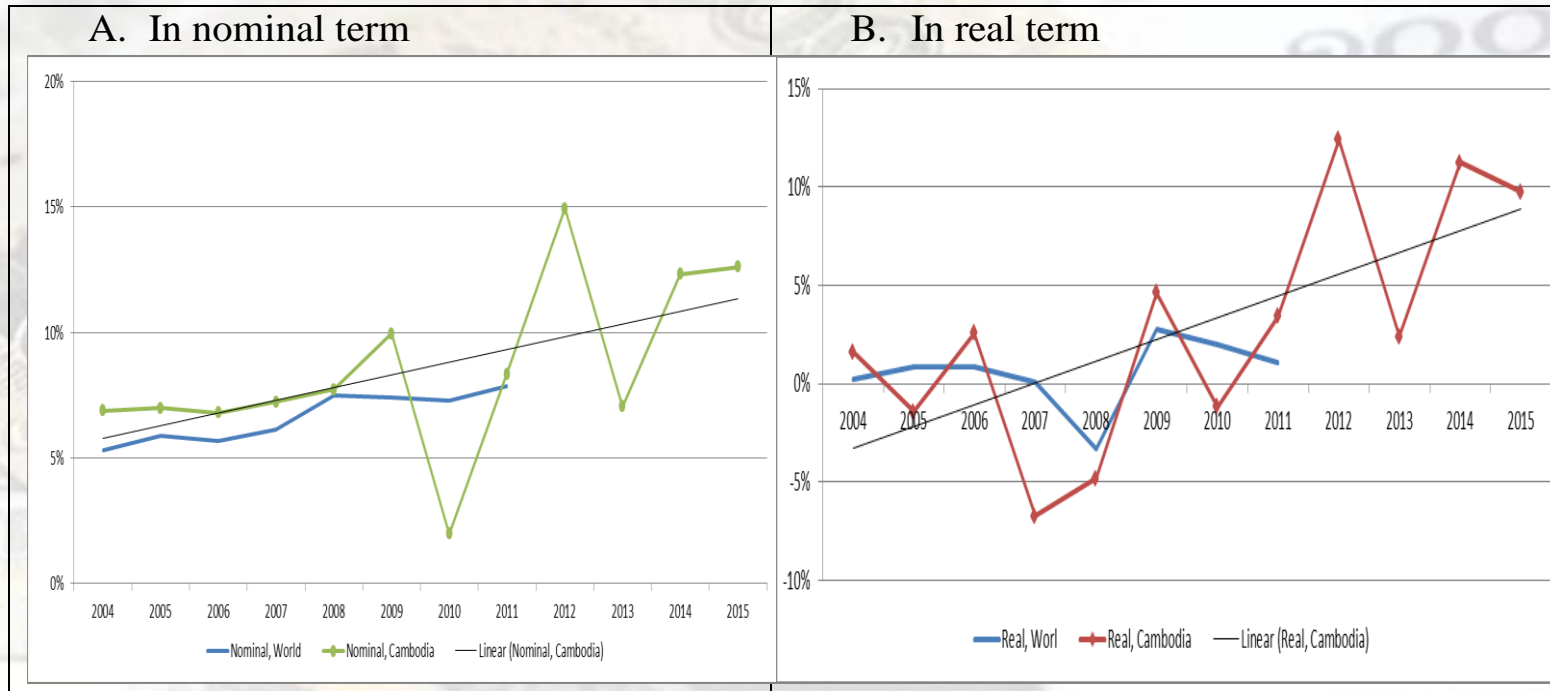 A. In nominal term
20%
15%
10%
5%
0%
2004 2005 2006 2007 2008 2009 2010 2011 2012 2013 2014 2015
Nominal, World Nominal, Cambodia Linear (Nominal, Cambodia)
B. In real term
15%
10%
5%
0%
2004 2005 2006 2007 2008 2009 2010 2011 2012 2013 2014 2015
-5%
-10%
Real, Worl Real, Cambodia Linear (Real, Cambodia)